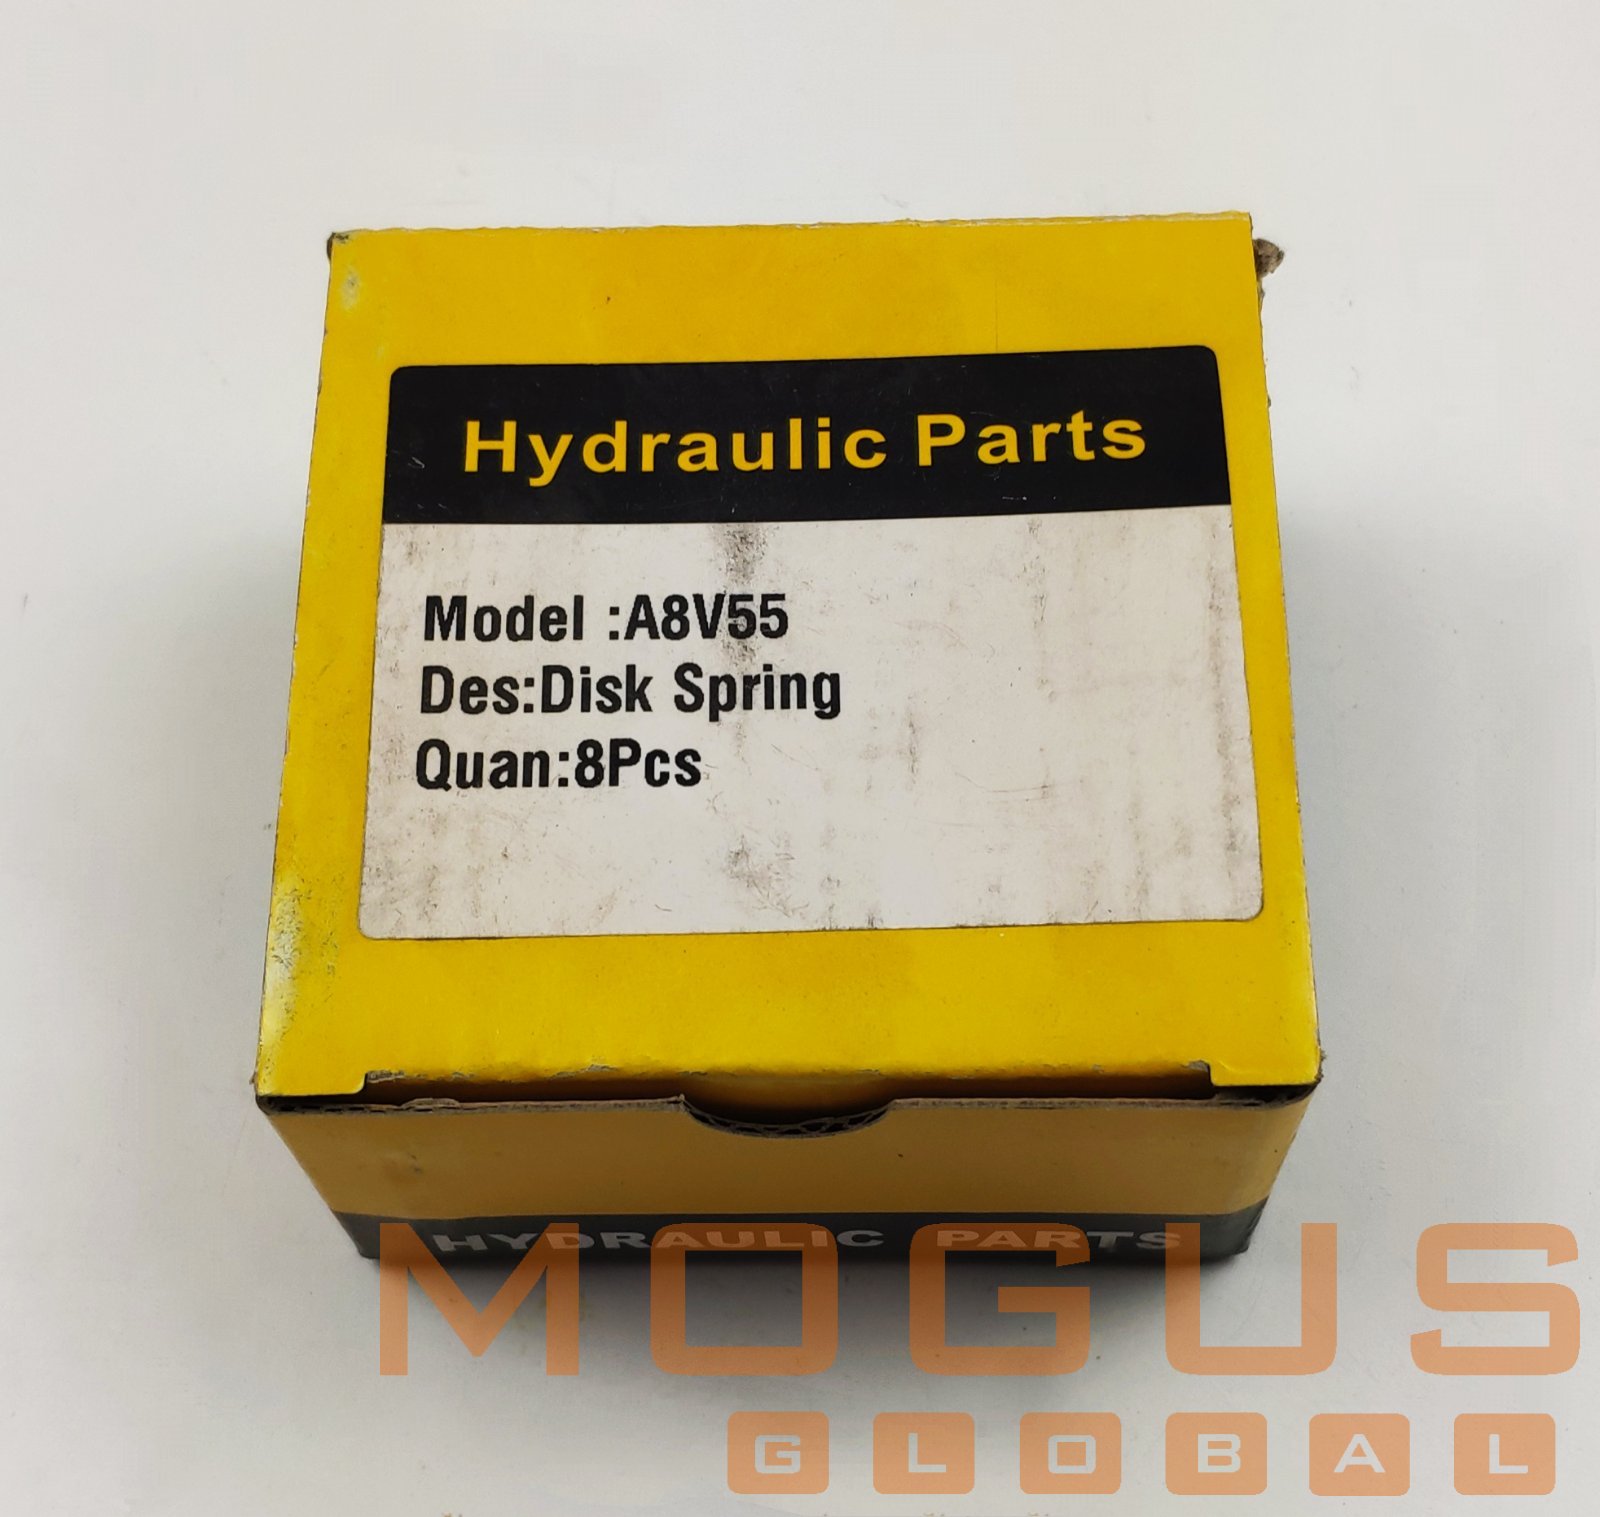 Hydraulic Parts
Model :A8V55
Des:Disk Spring
Quan:8Pcs
HYDRAULIC PARTS
MOGUS
GLOBAL